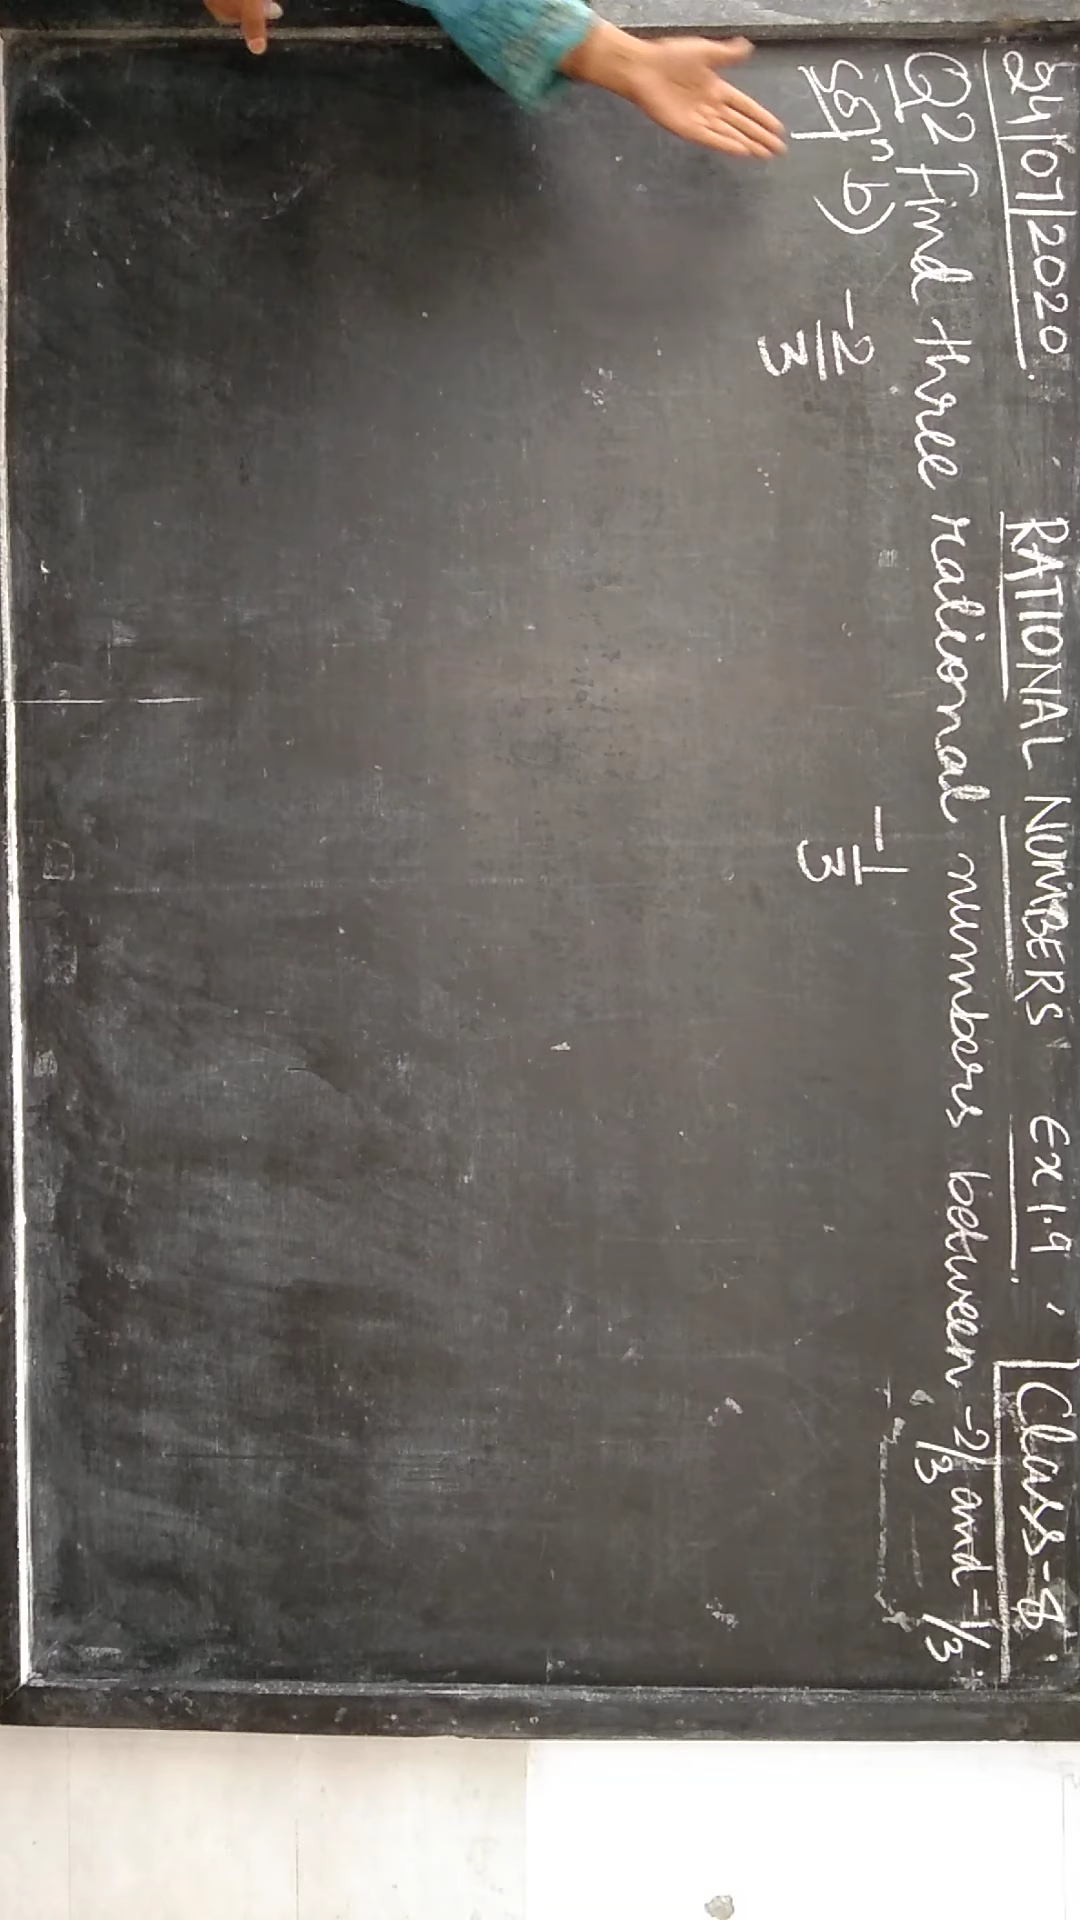 24/07/2020. RATIONAL NUMBERS Ex 1.9 Class-8.
Q2 find three rational numbers between -2/3 and -1/3.
Solⁿ b) -2/3 -1/3